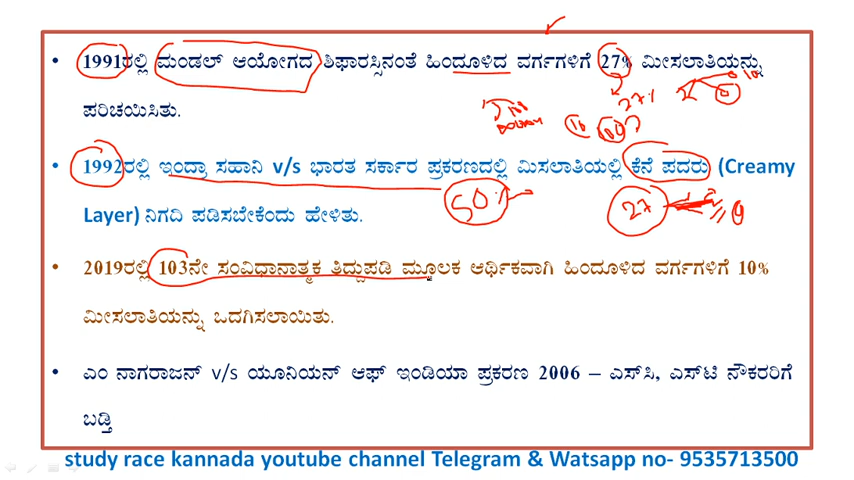 • 1991ರಲ್ಲಿ ಮಂಡಲ್ ಆಯೋಗದ ಶಿಫಾರಸ್ಸಿನಂತೆ ಹಿಂದೂಳಿದ ವರ್ಗಗಳಿಗೆ 27% ಮೀಸಲಾತಿಯನ್ನು
ಪರಿಚಯಿಸಿತು.
27%
• 1992ರಲ್ಲಿ ಇಂದ್ರಾ ಸಹಾನಿ v/s ಭಾರತ ಸರ್ಕಾರ ಪ್ರಕರಣದಲ್ಲಿ ಮಿಸಲಾತಿಯಲ್ಲಿ ಕೆನೆ ಪದರು (Creamy
Layer) ನಿಗದಿ ಪಡಿಸಬೇಕೆಂದು ಹೇಳಿತು.
50%
27
• 2019ರಲ್ಲಿ 103ನೇ ಸಂವಿಧಾನಾತ್ಮಕ ತಿದ್ದುಪಡಿ ಮೂಲಕ ಆರ್ಥಿಕವಾಗಿ ಹಿಂದೂಳಿದ ವರ್ಗಗಳಿಗೆ 10%
ಮೀಸಲಾತಿಯನ್ನು ಒದಗಿಸಲಾಯಿತು.
• ಎಂ ನಾಗರಾಜನ್ v/s ಯೂನಿಯನ್ ಆಫ್ ಇಂಡಿಯಾ ಪ್ರಕರಣ 2006 – ಎಸ್‌ಸಿ, ಎಸ್‌ಟಿ ನೌಕರರಿಗೆ
ಬಡ್ತಿ
study race kannada youtube channel Telegram & Watsapp no- 9535713500